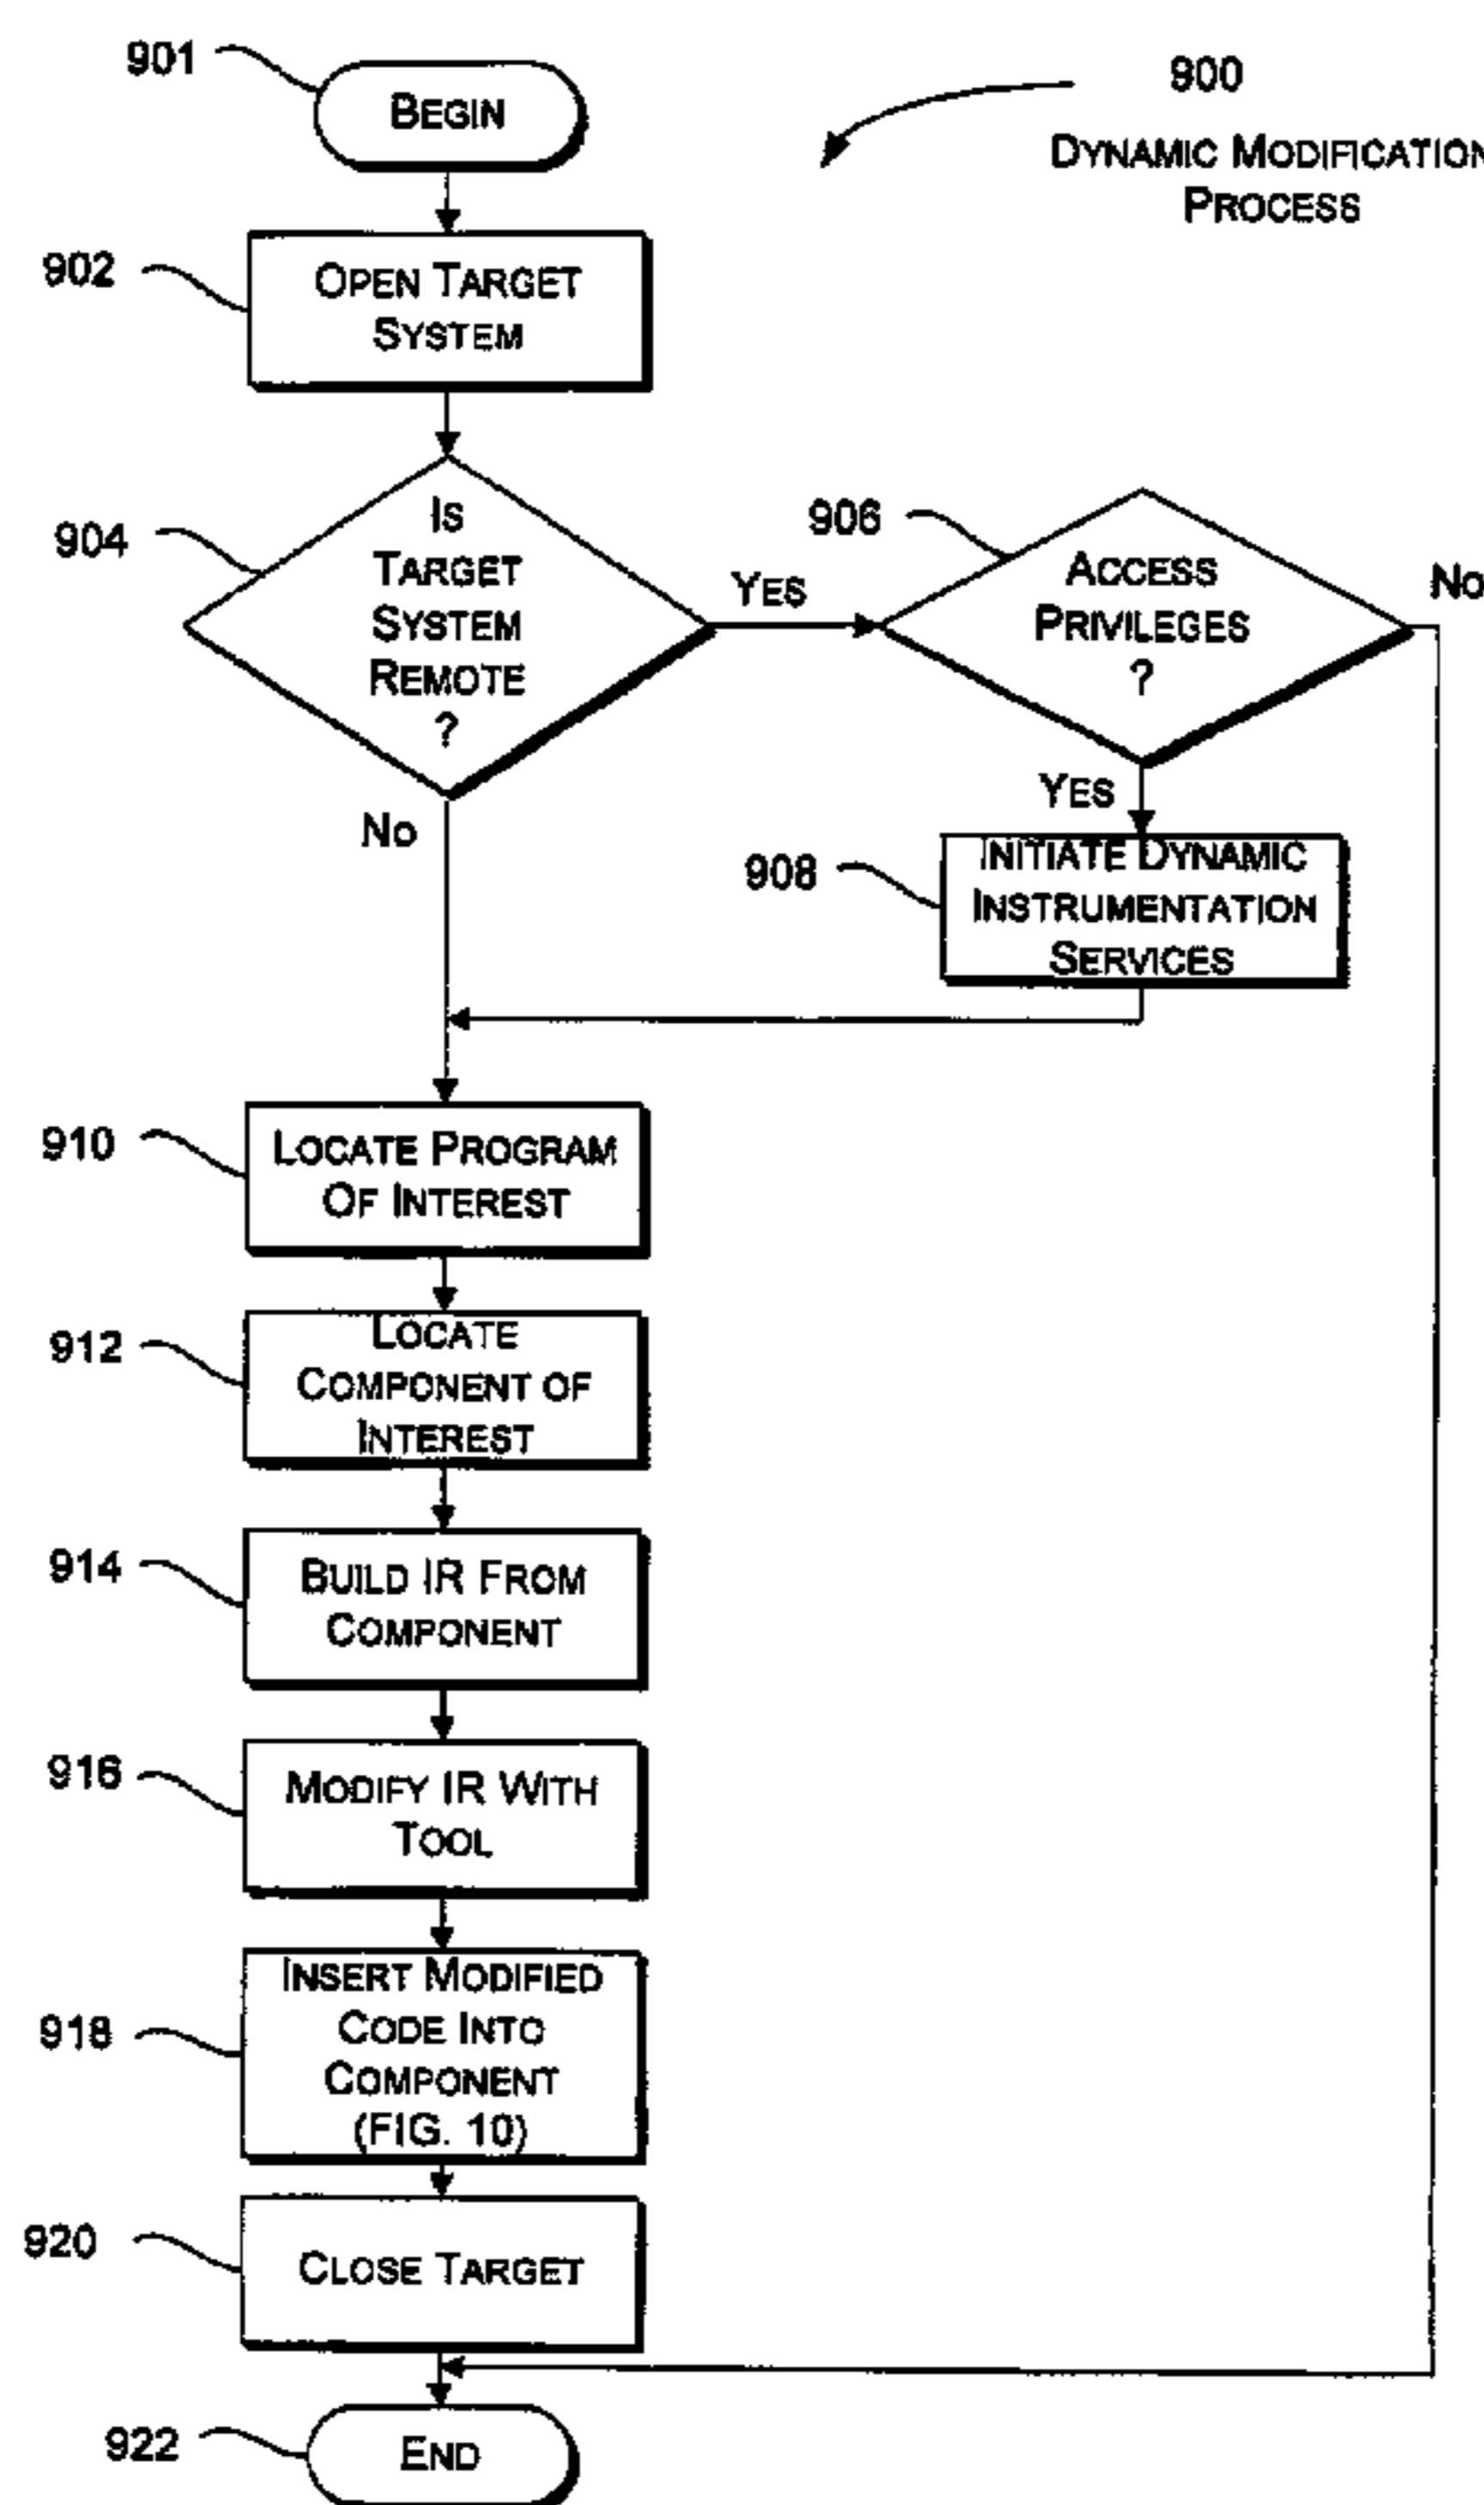 901
BEGIN
900
DYNAMIC MODIFICATION
PROCESS
902
OPEN TARGET
SYSTEM
904
IS
TARGET
SYSTEM
REMOTE
?
YES
NO
906
ACCESS
PRIVILEGES
?
NO
YES
908
INITIATE DYNAMIC
INSTRUMENTATION
SERVICES
910
LOCATE PROGRAM
OF INTEREST
912
LOCATE
COMPONENT OF
INTEREST
914
BUILD IR FROM
COMPONENT
916
MODIFY IR WITH
TOOL
918
INSERT MODIFIED
CODE INTO
COMPONENT
(FIG. 10)
920
CLOSE TARGET
922
END